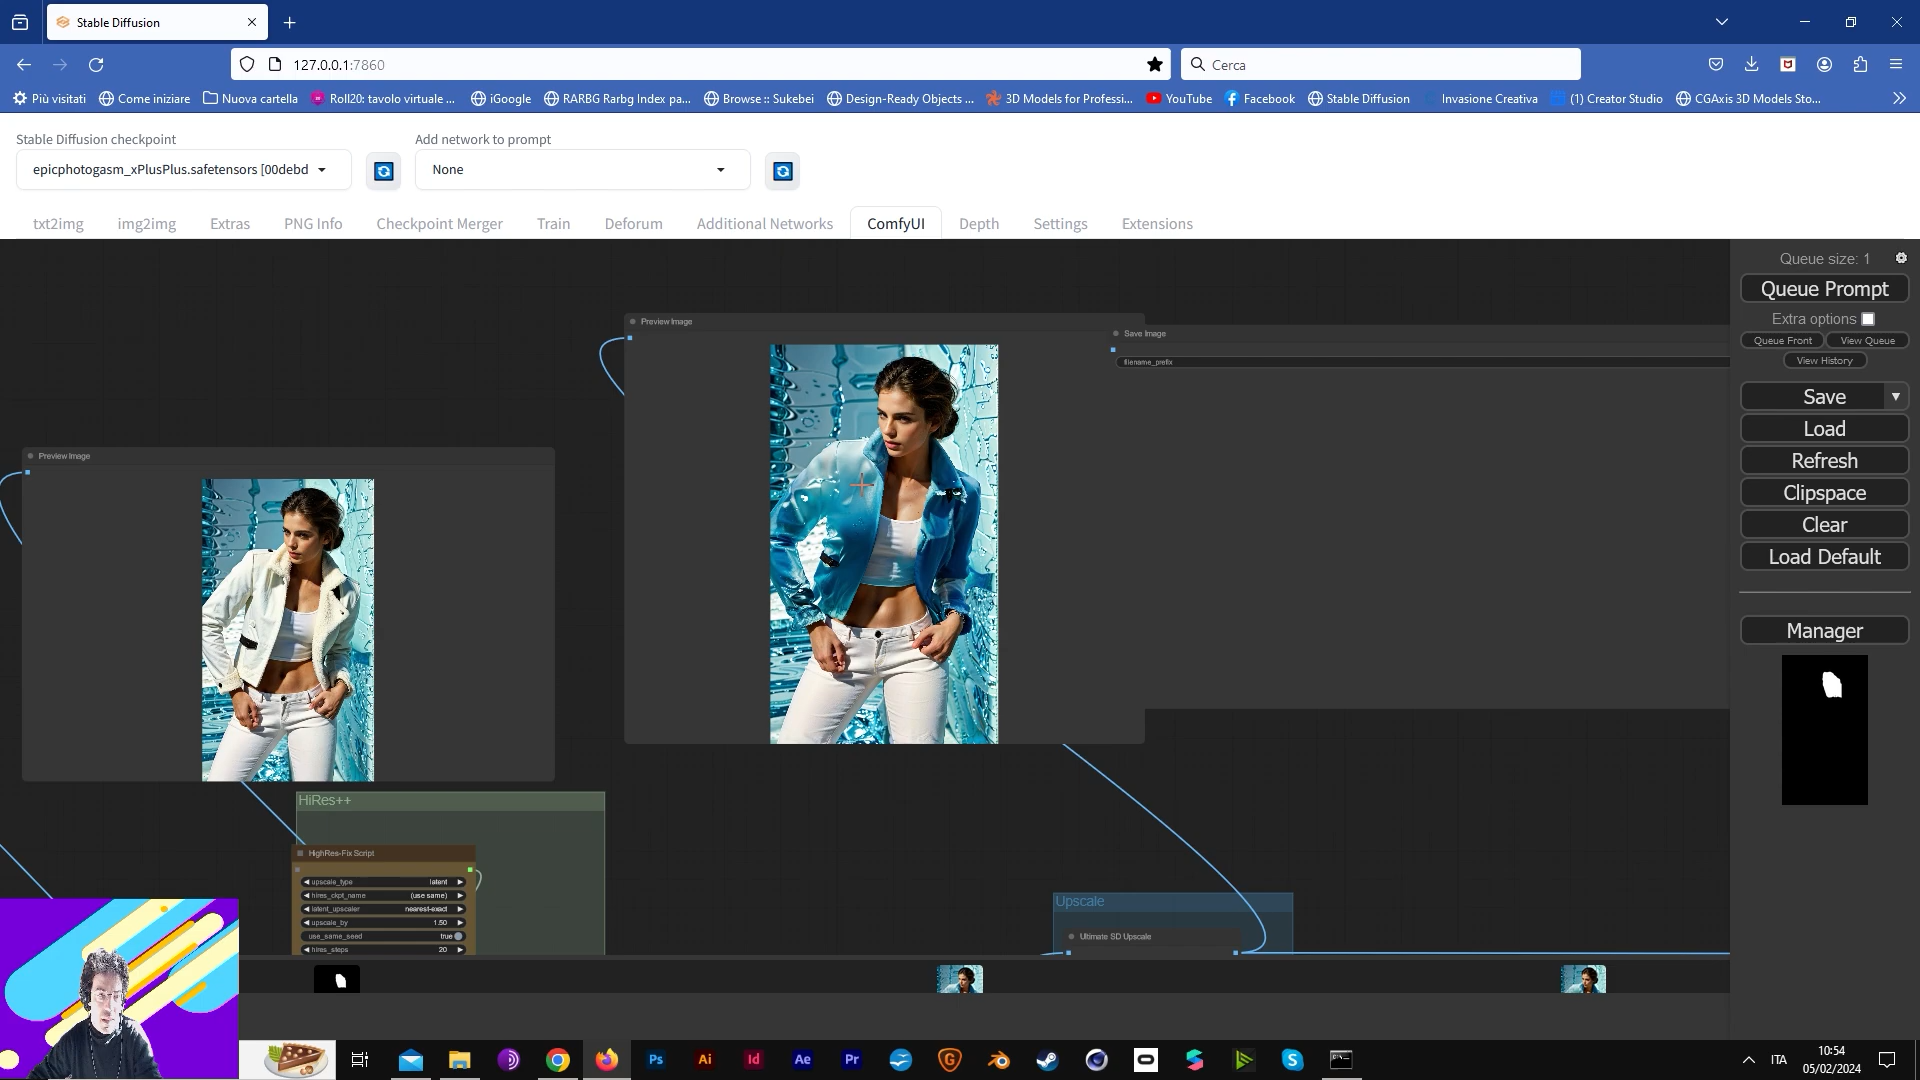 Stable Diffusion
127.0.0.1:7860
Cerca
Più visitati
Come iniziare
Nuova cartella
Roll20: tavolo virtuale ...
iGoogle
RARBG Rarbg Index pa...
Browse :: Sukebei
Design-Ready Objects ...
3D Models for Professi...
YouTube
Facebook
Stable Diffusion
Invasione Creativa
(1) Creator Studio
CGAxis 3D Models Sto...
Stable Diffusion checkpoint
Add network to prompt
epicphotogasm_xPlusPlus.safetensors [00debd
None
txt2img
img2img
Extras
PNG Info
Checkpoint Merger
Train
Deforum
Additional Networks
ComfyUI
Depth
Settings
Extensions
Queue size: 1
Queue Prompt
Extra options
Queue Front
View Queue
View History
Save
Load
Refresh
Clipspace
Clear
Load Default
Manager
Preview Image
Save Image
filename_prefix
Preview Image
HiRes++
HighRes-Fix Script
upscale_type latent
hires_ckpt_name (use same)
latent_upscaler nearest-exact
upscale_by 1.50
use_same_seed true
hires_steps 20
Upscale
Ultimate SD Upscale
Ps
Ai
Id
Ae
Pr
ITA
10:54
05/02/2024